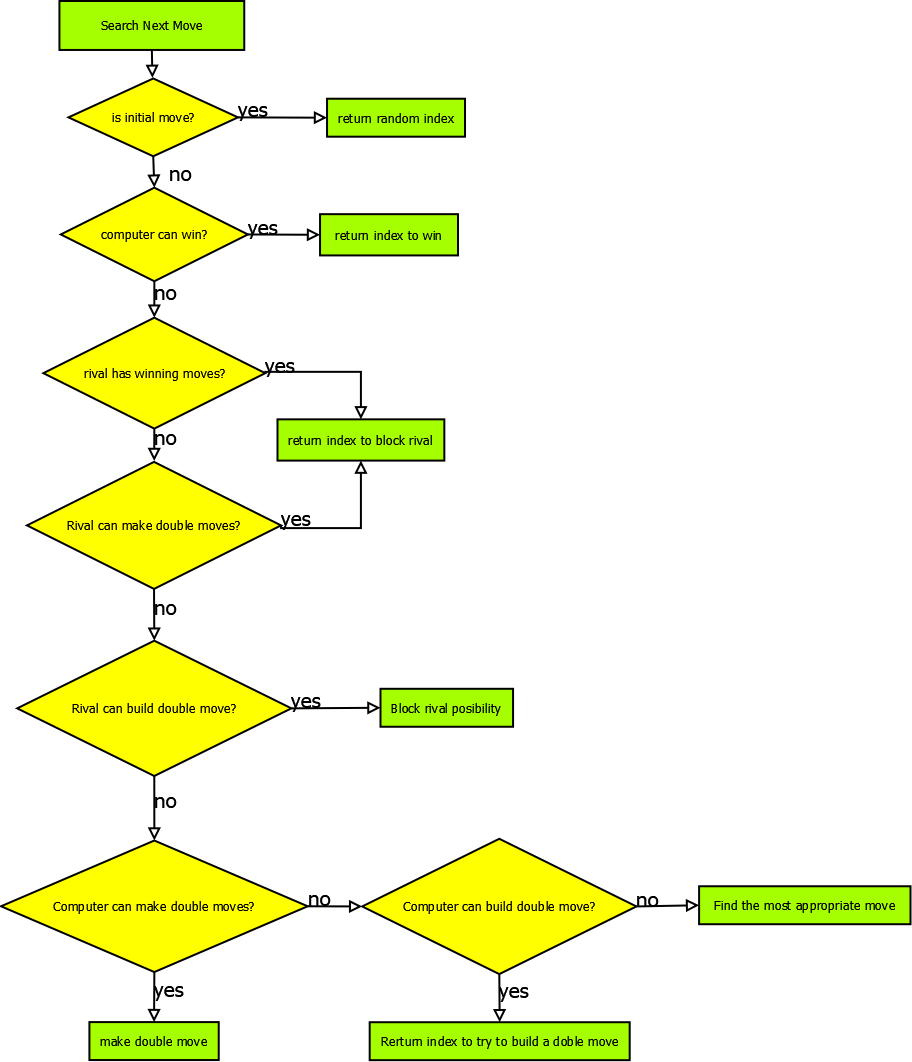 Search Next Move
is initial move?
yes
return random index
no
computer can win?
yes
return index to win
no
rival has winning moves?
yes
return index to block rival
no
Rival can make double moves?
yes
no
Rival can build double move?
yes
Block rival posibility
no
Computer can make double moves?
no
Computer can build double move?
no
Find the most appropriate move
yes
make double move
yes
Rerturn index to try to build a doble move